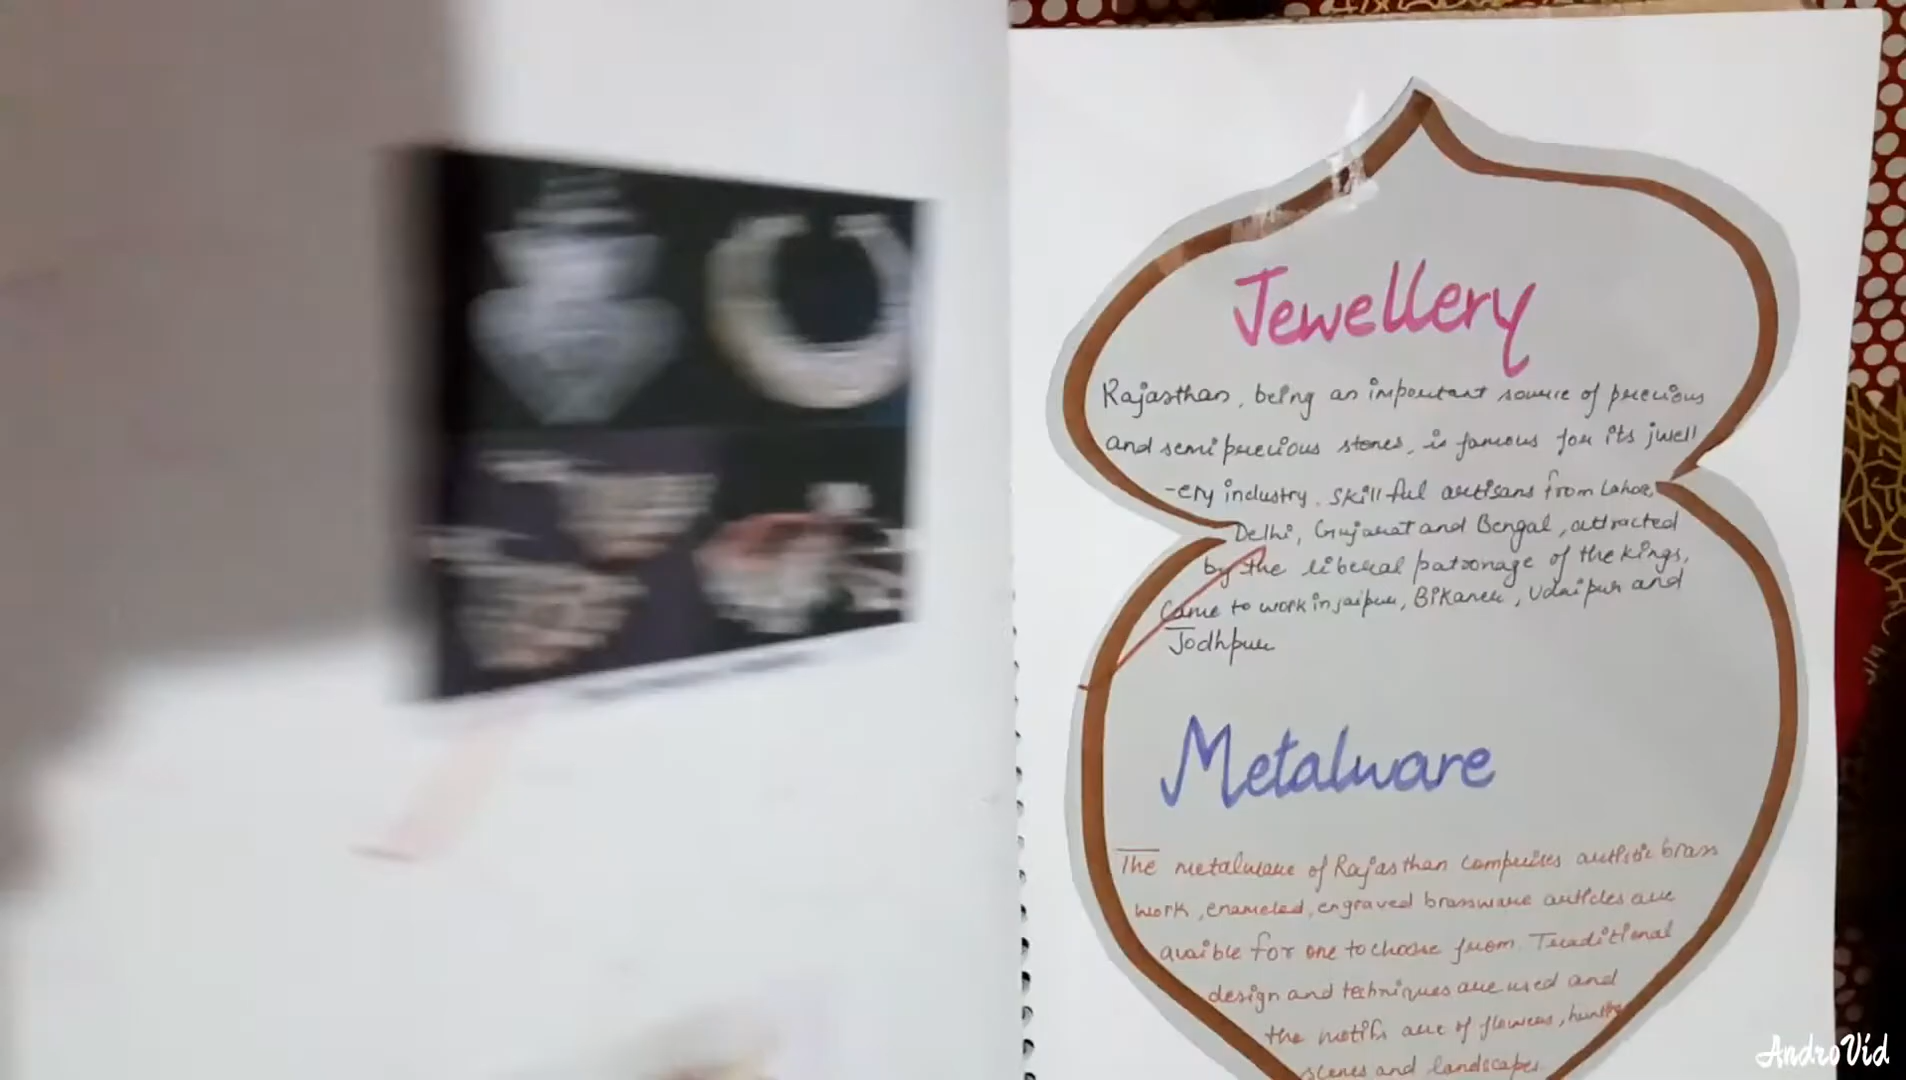 Jewellery
Rajasthan, being an important source of precious
and semi precious stones, is famous for its jwell
-ery industry. Skillful artisans from Lahore,
Delhi, Gujarat and Bengal, attracted
by the liberal patronage of the kings,
came to work in jaipur, Bikaner, Udaipur and
Jodhpur
Metalware
The metalware of Rajasthan comprises artistic brass
work, enameled, engraved brassware articles are
avaible for one to choose from. Traditional
design and techniques are used and
the motifs are of flowers, hunting
scenes and landscapes
AndroVid